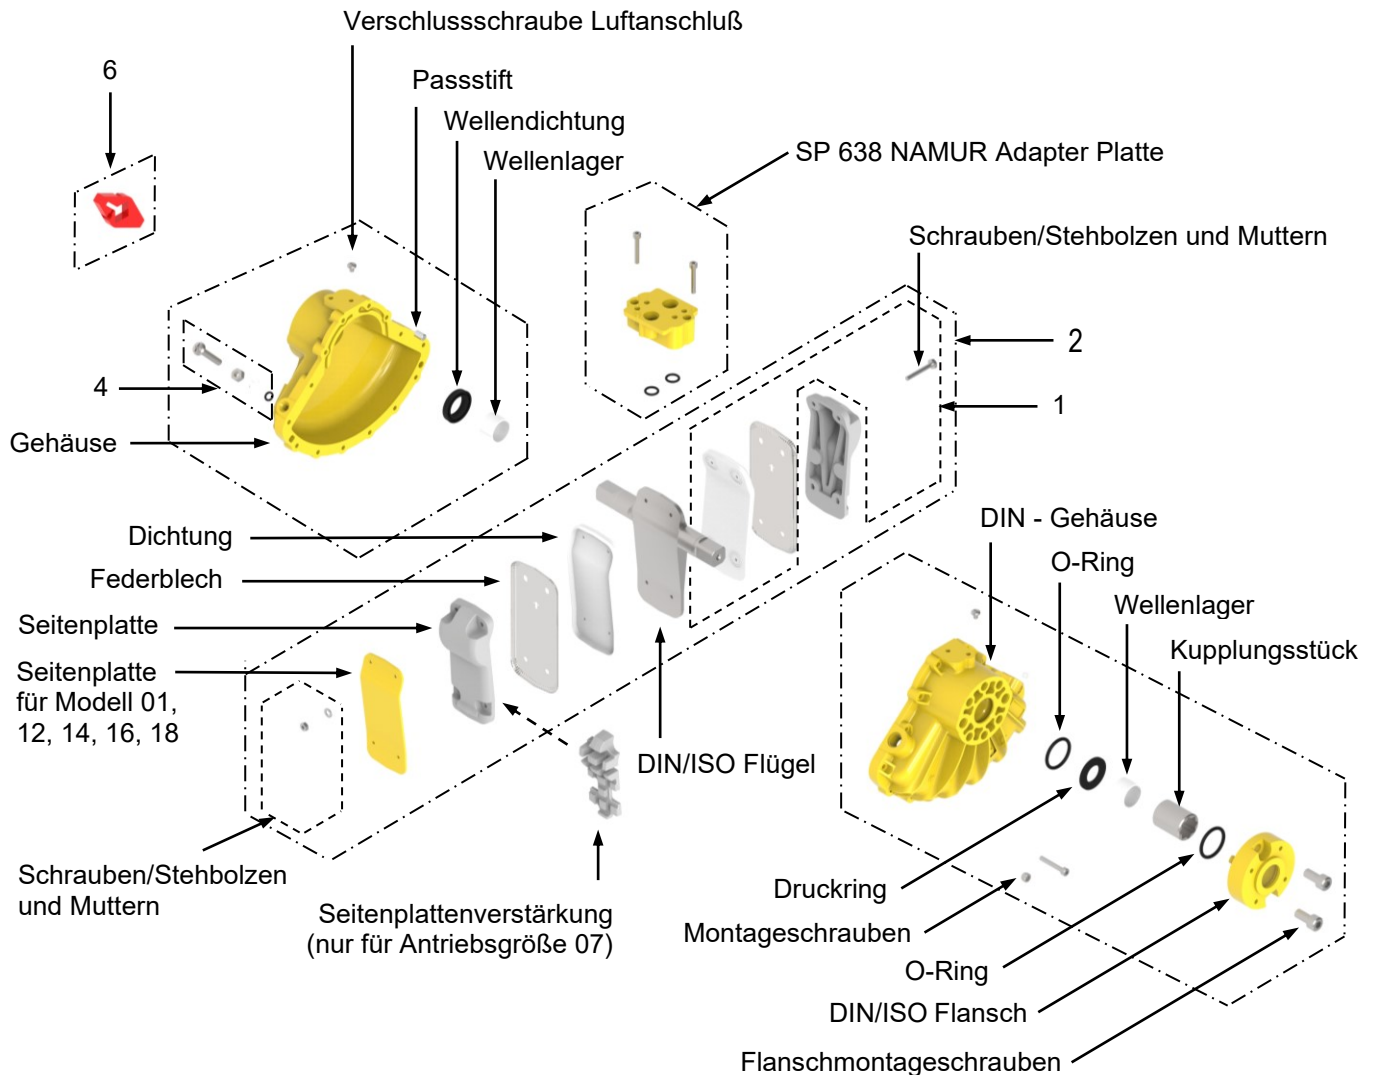 Verschlussschraube Luftanschluß
6
Passstift
Wellendichtung
Wellenlager
SP 638 NAMUR Adapter Platte
Schrauben/Stehbolzen und Muttern
2
4
1
Gehäuse
DIN - Gehäuse
Dichtung
O-Ring
Federblech
Wellenlager
Seitenplatte
Kupplungsstück
Seitenplatte
für Modell 01,
12, 14, 16, 18
DIN/ISO Flügel
Schrauben/Stehbolzen
und Muttern
Druckring
Seitenplattenverstärkung
(nur für Antriebsgröße 07)
Montageschrauben
O-Ring
DIN/ISO Flansch
Flanschmontageschrauben